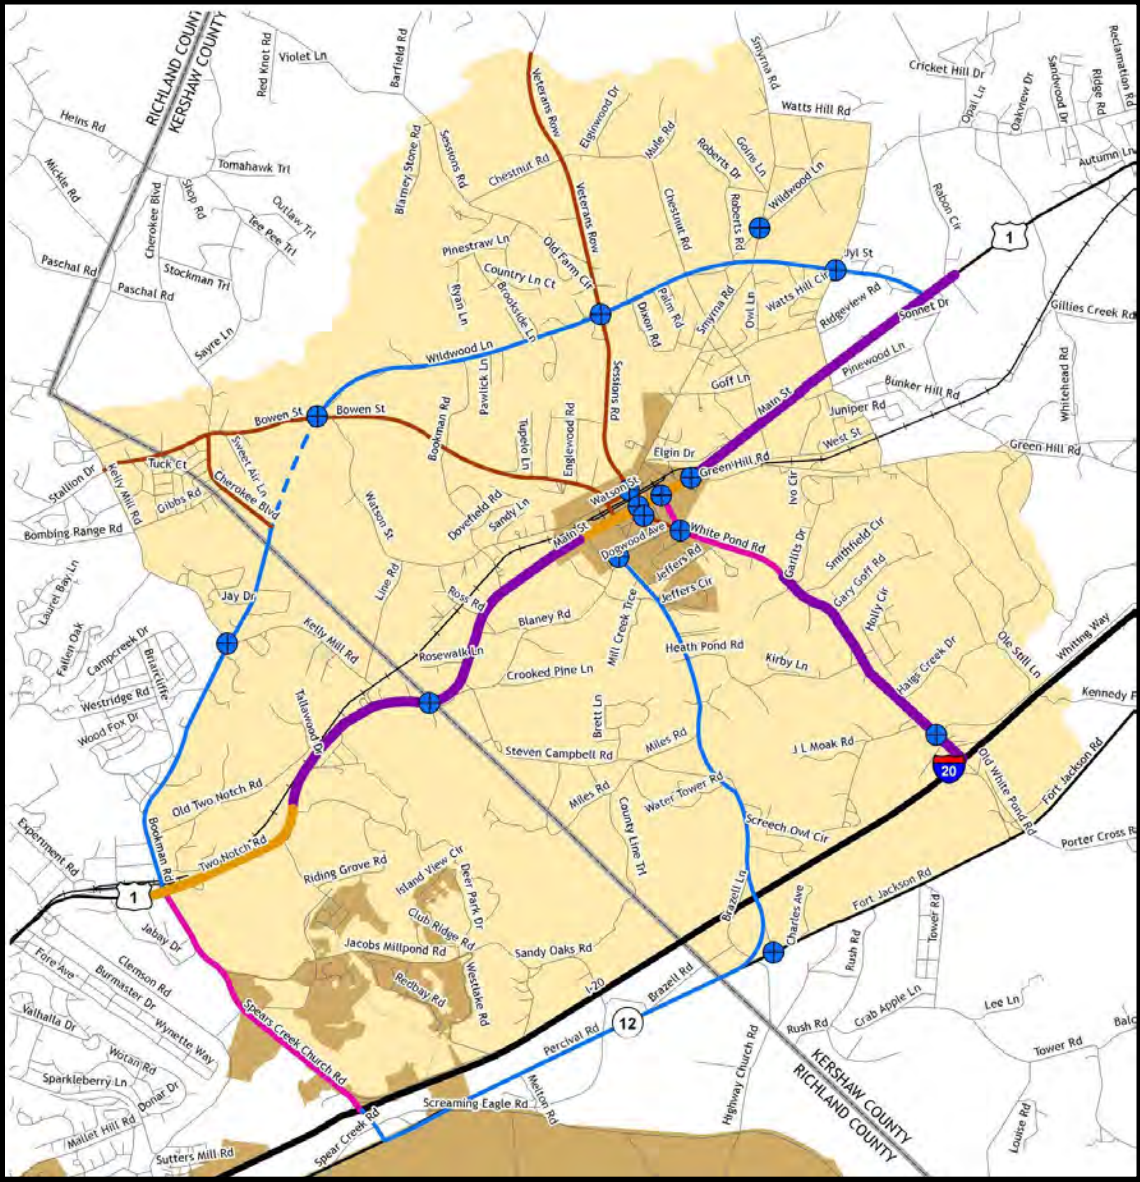 RICHLAND COUNTY
KERSHAW COUNTY
Red Knot Rd
Violet Ln
Barfield Rd
Smyrna Rd
Cricket Hill Dr
Opal Ln
Oakview Dr
Sandwood Dr
Ridge Rd
Reclamation Rd
Heins Rd
Veterans Row
Elginwood Dr
Watts Hill Rd
Mickle Rd
Tomahawk Trl
Blarney Stone Rd
Sessions Rd
Chestnut Rd
Mule Rd
Roberts Dr
Goins Ln
Wildwood Ln
Autumn Ln
Cherokee Blvd
Shop Rd
Outlaw Trl
Tee Pee Trl
Veterans Row
Chestnut Rd
Roberts Rd
Rabon Cir
1
Paschal Rd
Stockman Trl
Pinestraw Ln
Old Farm Cir
Jyl St
Paschal Rd
Country Ln Ct
Ryan Ln
Brookside Ln
Palm Rd
Dixon Rd
Smyrna Rd
Owl Ln
Watts Hill Cir
Ridgeview Rd
Sonnet Dr
Gillies Creek Rd
Sayre Ln
Wildwood Ln
Pawlick Ln
Sessions Rd
Goff Ln
Main St
Pinewood Ln
Bunker Hill Rd
Whitehead Rd
Bowen St
Bowen St
Bookman Rd
Tupelo Ln
Englewood Rd
Juniper Rd
West St
Green Hill Rd
Elgin Dr
Green Hill Rd
Stallion Dr
Tuck Ct
Kelly Mill Rd
Gibbs Rd
Sweet Air Ln
Cherokee Blvd
Watson St
Dovefield Rd
Sandy Ln
Watson St
Ivo Cir
Bombing Range Rd
Main St
Dogwood Ave
White Pond Rd
Garlits Dr
Smithfield Cir
Laurel Bay Ln
Jay Dr
Line Rd
Ross Rd
Jeffers Rd
Jeffers Cir
Gary Goff Rd
Holly Cir
Fallen Oak
Campcreek Dr
Briarcliffe
Kelly Mill Rd
Blaney Rd
Mill Creek Trce
Heath Pond Rd
Kirby Ln
Ole Still Ln
Whiting Way
Rosewalk Ln
Crooked Pine Ln
Haigs Creek Dr
Westridge Rd
Wood Fox Dr
Tallawood Dr
Brett Ln
Kennedy
Steven Campbell Rd
Miles Rd
J L Moak Rd
20
Old White Pond Rd
Fort Jackson Rd
Old Two Notch Rd
Miles Rd
Water Tower Rd
Screech Owl Cir
County Line Trl
Porter Cross R
Experiment Rd
Bookman Rd
Two Notch Rd
Riding Grove Rd
Island View Cir
Deer Park Dr
Club Ridge Rd
Brazell Ln
Charles Ave
Fort Jackson Rd
Tower Rd
Rush Rd
1
Jabay Dr
Jacobs Millpond Rd
Sandy Oaks Rd
Fore Ave
Clemson Rd
Burmaster Dr
Wynette Way
Redbay Rd
Westlake Rd
I-20
Brazell Rd
Crab Apple Ln
Lee Ln
Valhalla Dr
Wotan Rd
Spears Creek Church Rd
Percival Rd
12
Highway Church Rd
Rush Rd
Tower Rd
Sparkleberry Ln
Donar Dr
Mallet Hill Rd
Sutters Mill Rd
Spear Creek Rd
Screaming Eagle Rd
Melton Rd
KERSHAW COUNTY
RICHLAND COUNTY
Louise Rd